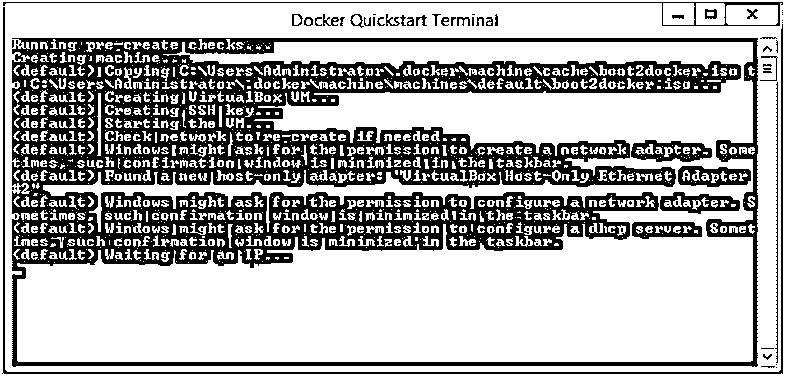 Docker Quickstart Terminal
Running pre-create checks...
Creating machine...
(default) Copying C:\Users\Administrator\.docker\machine\cache\boot2docker.iso t
o C:\Users\Administrator\.docker\machine\machines\default\boot2docker.iso...
(default) Creating VirtualBox VM...
(default) Creating SSH key...
(default) Starting the VM...
(default) Check network to re-create if needed...
(default) Windows might ask for the permission to create a network adapter. Some
times, such confirmation window is minimized in the taskbar.
(default) Found a new host-only adapter: "VirtualBox Host-Only Ethernet Adapter
#2"
(default) Windows might ask for the permission to configure a network adapter. S
ometimes, such confirmation window is minimized in the taskbar.
(default) Windows might ask for the permission to configure a dhcp server. Somet
imes, such confirmation window is minimized in the taskbar.
(default) Waiting for an IP...